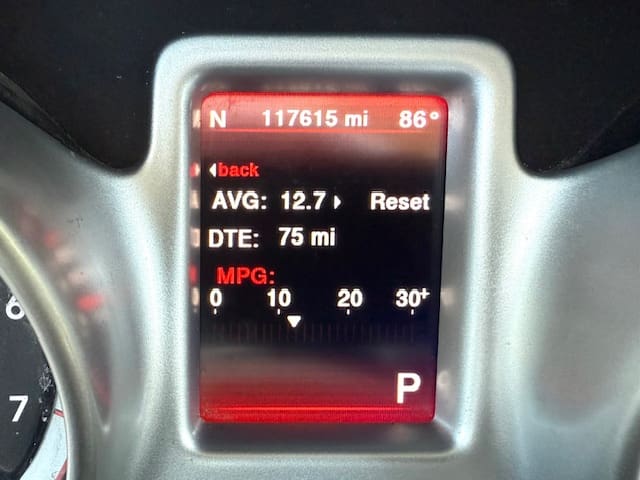 N 117615 mi 86°
back
AVG: 12.7 Reset
DTE: 75 mi
MPG:
0 10 20 30+
P
6
7